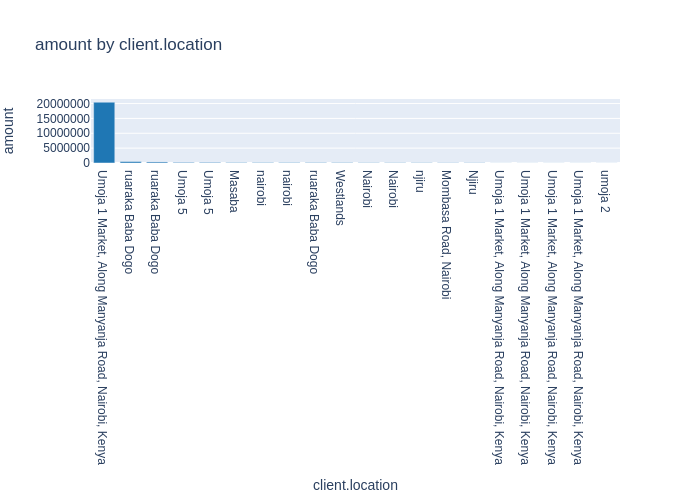 amount by client.location
amount
20000000
15000000
10000000
5000000
0
Umoja 1 Market, Along Manyanja Road, Nairobi, Kenya
ruaraka Baba Dogo
ruaraka Baba Dogo
Umoja 5
Umoja 5
Masaba
nairobi
nairobi
ruaraka Baba Dogo
Westlands
Nairobi
Nairobi
njiru
Mombasa Road, Nairobi
Njiru
Umoja 1 Market, Along Manyanja Road, Nairobi, Kenya
Umoja 1 Market, Along Manyanja Road, Nairobi, Kenya
Umoja 1 Market, Along Manyanja Road, Nairobi, Kenya
Umoja 1 Market, Along Manyanja Road, Nairobi, Kenya
umoja 2
client.location